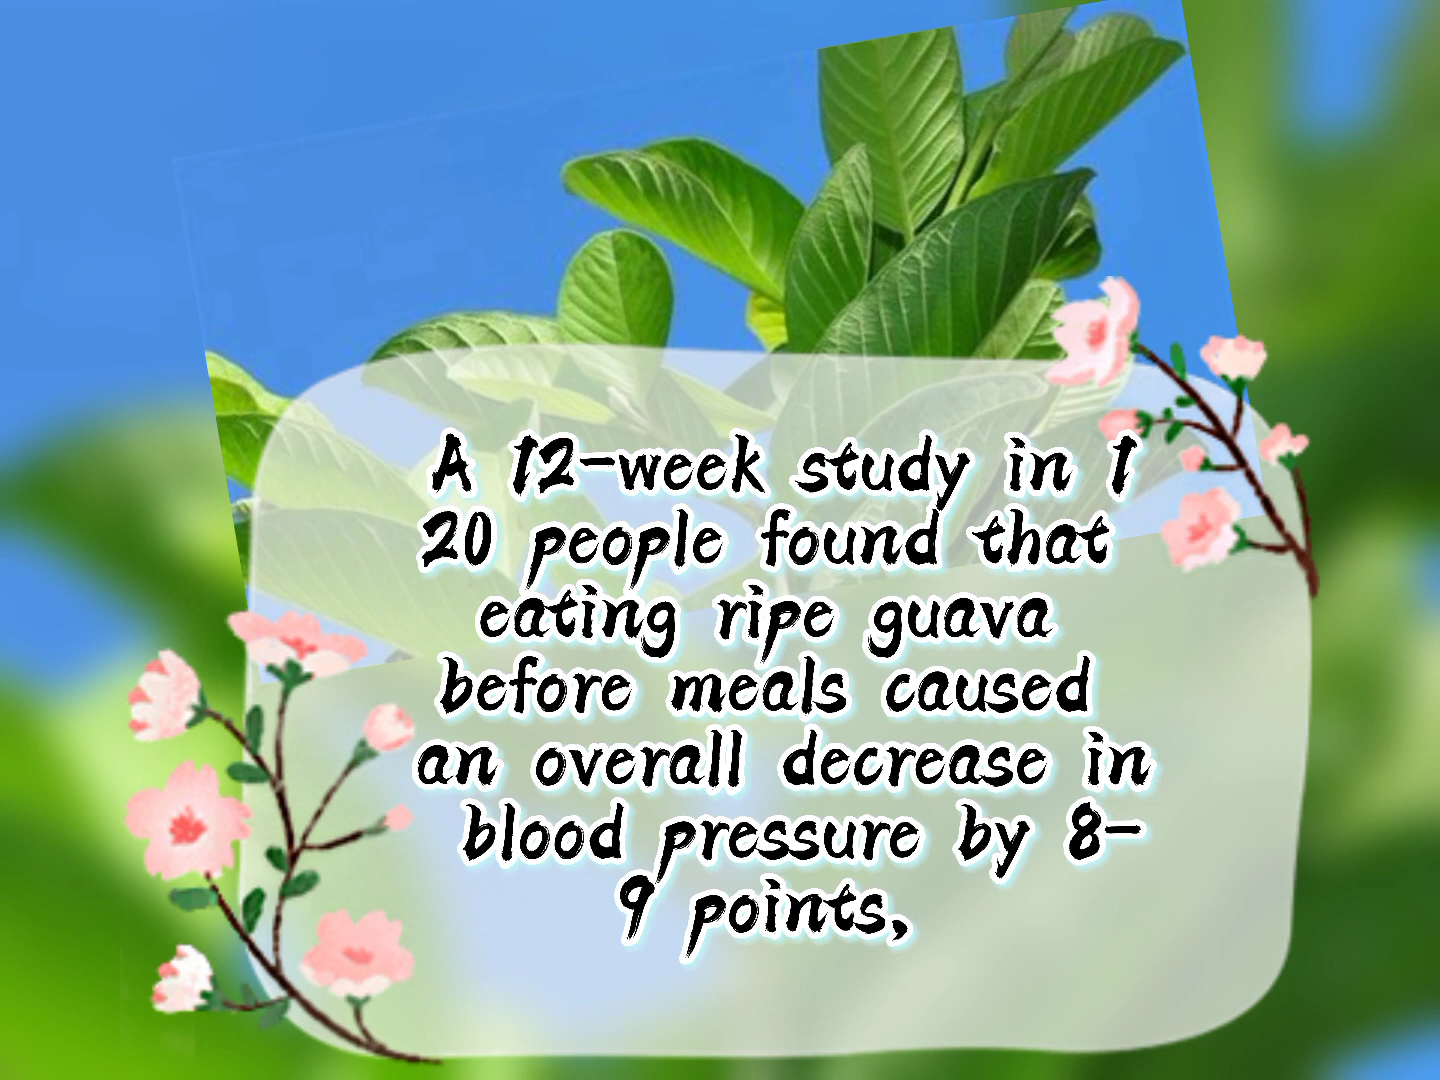 A 12-week study in 1
20 people found that
eating ripe guava
before meals caused
an overall decrease in
blood pressure by 8-
9 points,